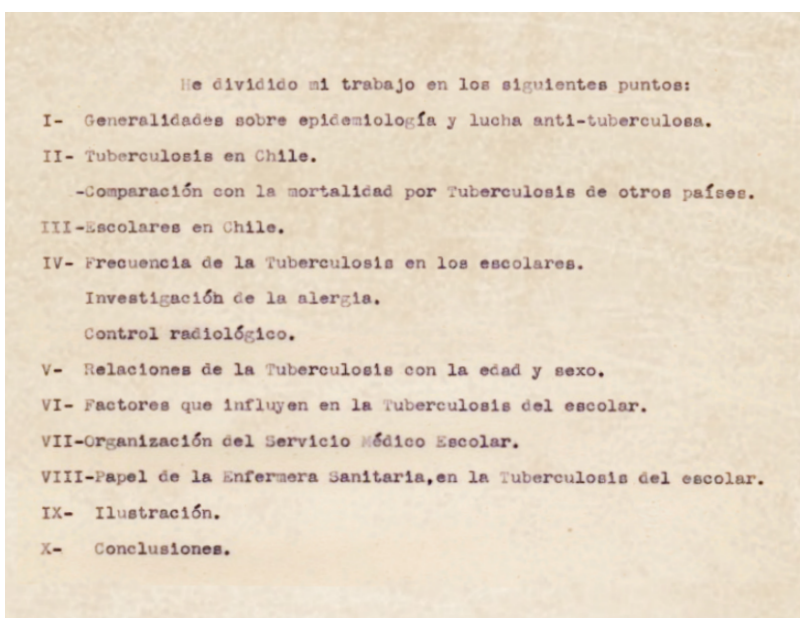 He dividido mi trabajo en los siguientes puntos:
I- Generalidades sobre epidemiología y lucha anti-tuberculosa.
II- Tuberculosis en Chile.
-Comparación con la mortalidad por Tuberculosis de otros países.
III-Escolares en Chile.
IV- Frecuencia de la Tuberculosis en los escolares.
Investigación de la alergia.
Control radiológico.
V- Relaciones de la Tuberculosis con la edad y sexo.
VI- Factores que influyen en la Tuberculosis del escolar.
VII-Organización del Servicio Médico Escolar.
VIII-Papel de la Enfermera Sanitaria,en la Tuberculosis del escolar.
IX- Ilustración.
X- Conclusiones.